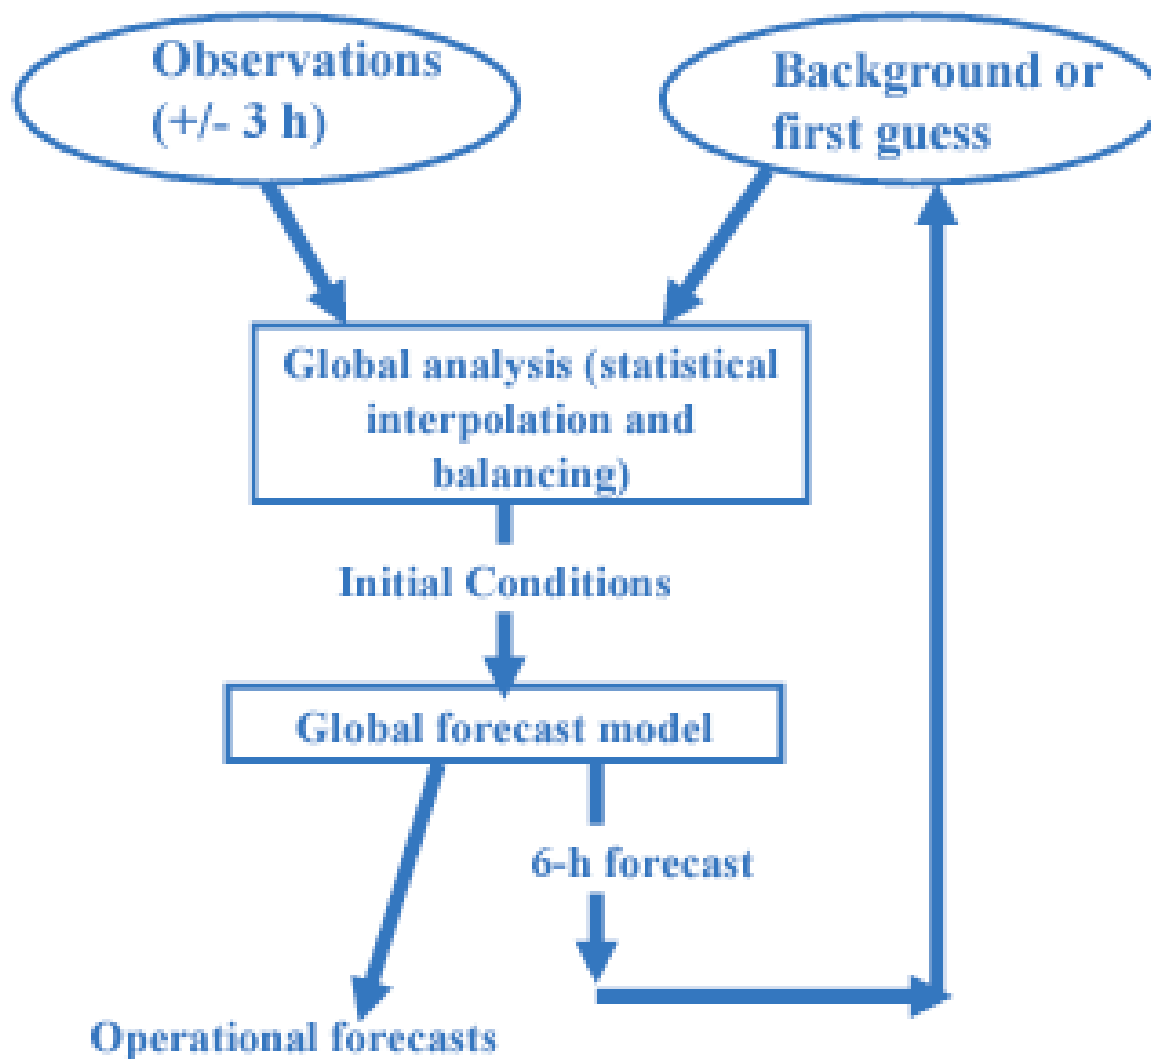 Observations
(+/- 3 h)
Background or
first guess
Global analysis (statistical
interpolation and
balancing)
Initial Conditions
Global forecast model
6-h forecast
Operational forecasts